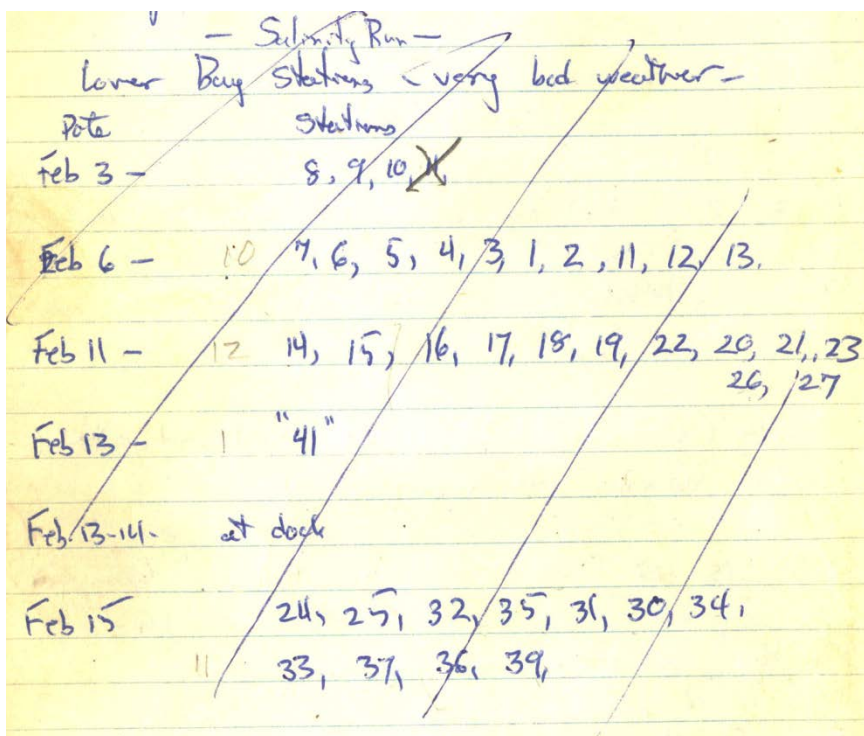 - Salinity Run -
Lower Bay Stations - very bad weather -
Date Stations
Feb 3 - 8, 9, 10, 11,
Feb 6 - 10 7, 6, 5, 4, 3, 1, 2, 11, 12, 13.
Feb 11 - 12 14, 15, 16, 17, 18, 19, 22, 20, 21, 23
26, 27
Feb 13 - 1 "41"
Feb. 13-14 - at dock
Feb 15 24, 25, 32, 35, 31, 30, 34,
11 33, 37, 36, 39,